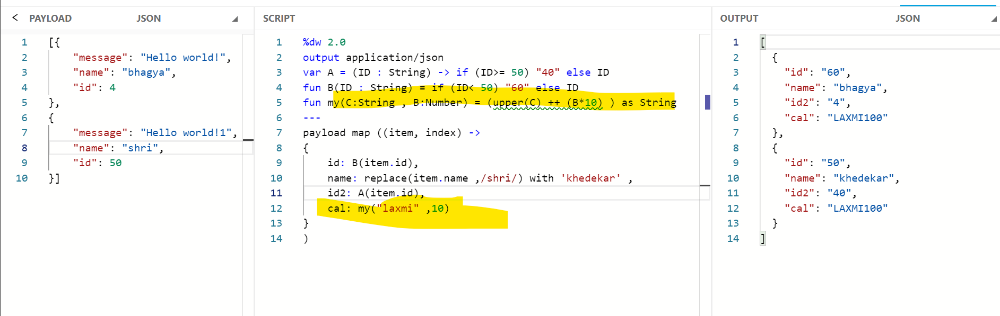 < PAYLOAD JSON
1 [{
2 "message": "Hello world!",
3 "name": "bhagya",
4 "id": 4
5 },
6 {
7 "message": "Hello world!1",
8 "name": "shri",
9 "id": 50
10 }]
SCRIPT
1 %dw 2.0
2 output application/json
3 var A = (ID : String) -> if (ID>= 50) "40" else ID
4 fun B(ID : String) = if (ID< 50) "60" else ID
5 fun my(C:String , B:Number) = (upper(C) ++ (B*10) ) as String
6 ---
7 payload map ((item, index) ->
8 {
9 id: B(item.id),
10 name: replace(item.name ,/shri/) with 'khedekar' ,
11 id2: A(item.id),
12 cal: my("laxmi" ,10)
13 }
14 )
OUTPUT JSON
1 [
2 {
3 "id": "60",
4 "name": "bhagya",
5 "id2": "4",
6 "cal": "LAXMI100"
7 },
8 {
9 "id": "50",
10 "name": "khedekar",
11 "id2": "40",
12 "cal": "LAXMI100"
13 }
14 ]